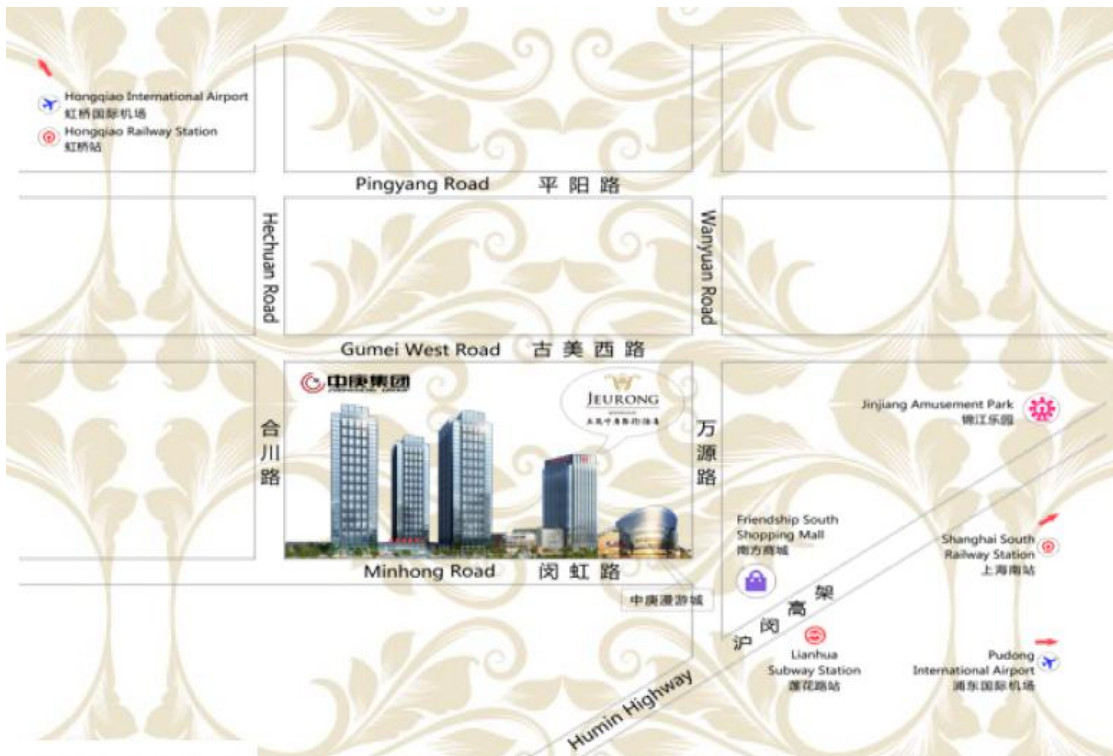 Hongqiao International Airport
虹桥国际机场
Hongqiao Railway Station
虹桥站
Pingyang Road 平阳路
Hechuan Road
Wanyuan Road
Gumei West Road 古美西路
中庚集团
JEURONG
合川路
万源路
Jinjiang Amusement Park
锦江乐园
Friendship South
Shopping Mall
南方商城
Shanghai South
Railway Station
上海南站
Minhong Road 闵虹路
中庚漫游城
沪闵高架
Lianhua
Subway Station
莲花路站
Pudong
International Airport
浦东国际机场
Humin Highway